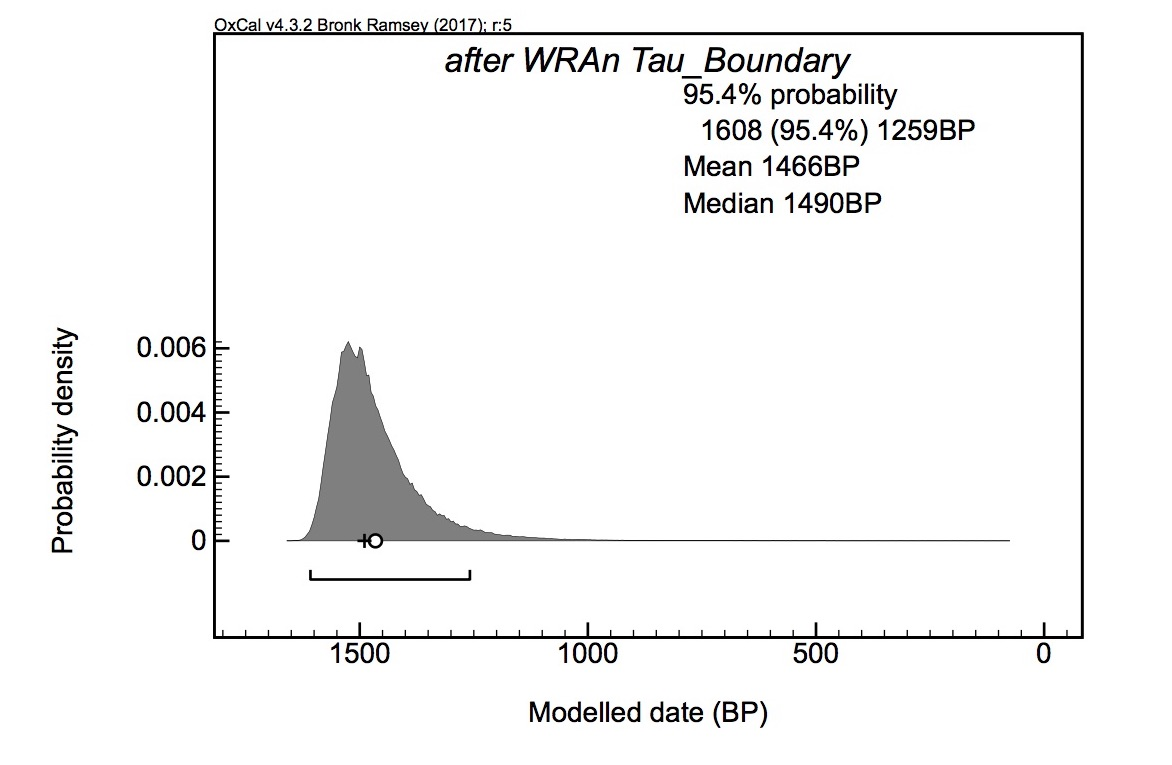 OxCal v4.3.2 Bronk Ramsey (2017); r:5
after WRAn Tau_Boundary
95.4% probability
1608 (95.4%) 1259BP
Mean 1466BP
Median 1490BP
Probability density
0.006
0.004
0.002
0
1500 1000 500 0
Modelled date (BP)